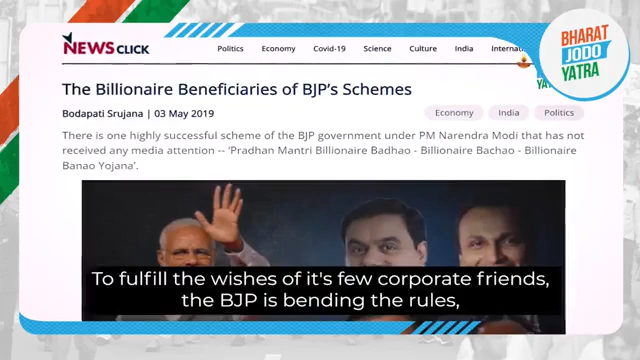 NEWSCLICK
Politics Economy Covid-19 Science Culture India Internati
BHARAT
JODO
YATRA
The Billionaire Beneficiaries of BJP's Schemes
Bodapati Srujana | 03 May 2019
Economy India Politics
There is one highly successful scheme of the BJP government under PM Narendra Modi that has not
received any media attention -- ‘Pradhan Mantri Billionaire Badhao - Billionaire Bachao - Billionaire
Banao Yojana’.
To fulfill the wishes of it's few corporate friends,
the BJP is bending the rules,